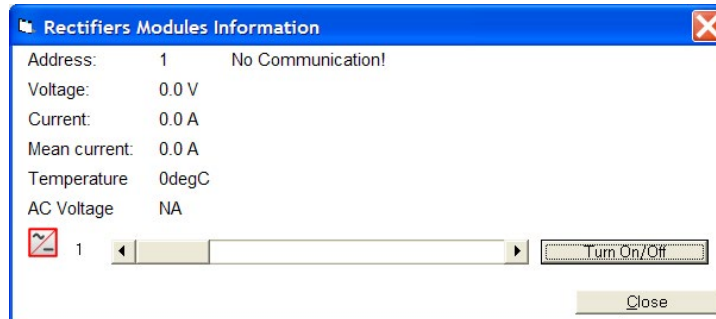 Rectifiers Modules Information
Address: 1 No Communication!
Voltage: 0.0 V
Current: 0.0 A
Mean current: 0.0 A
Temperature 0degC
AC Voltage NA
1 Turn On/Off
Close